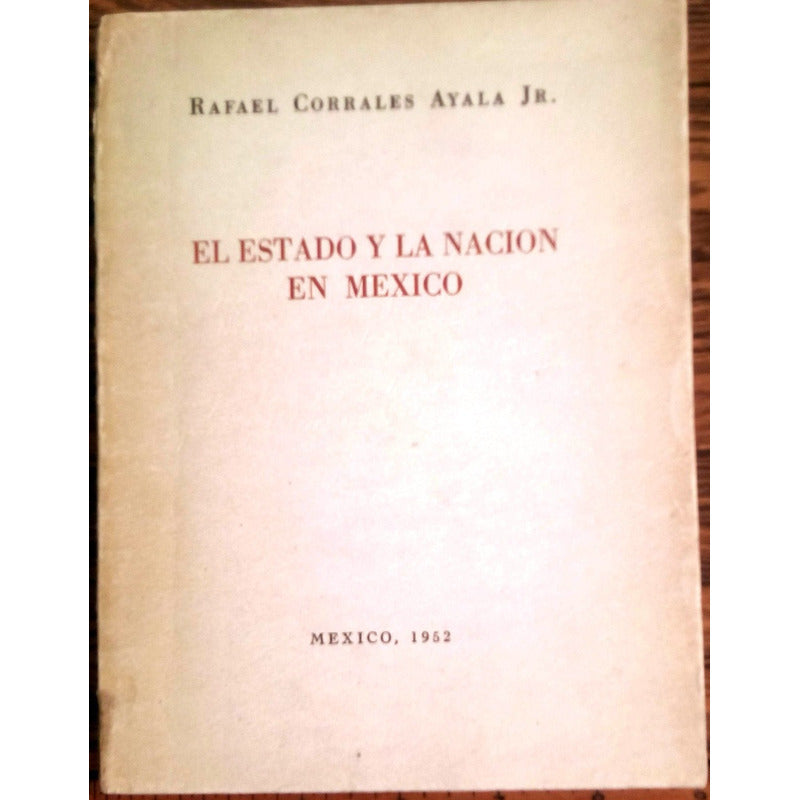 RAFAEL CORRALES AYALA JR.
EL ESTADO Y LA NACION
EN MEXICO
MEXICO, 1952